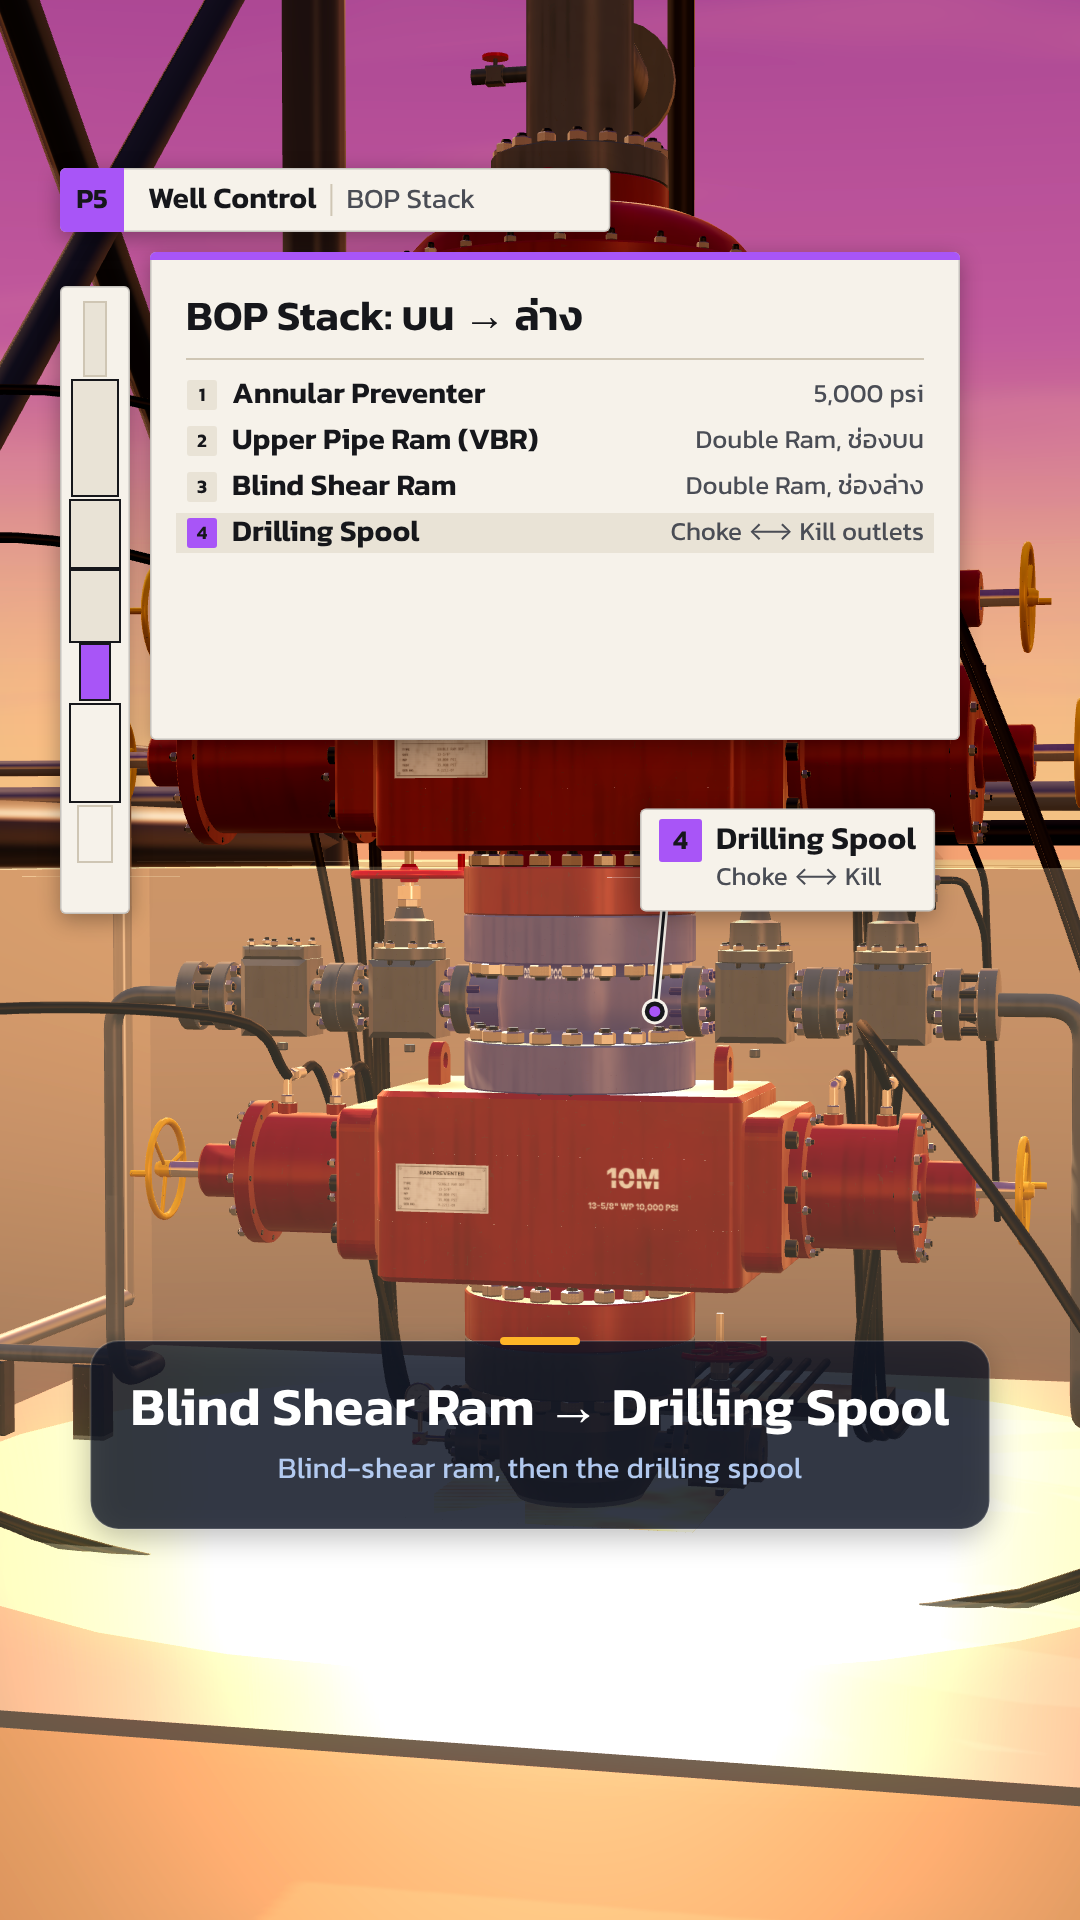 P5 Well Control BOP Stack
BOP Stack: บน → ล่าง
1 Annular Preventer 5,000 psi
2 Upper Pipe Ram (VBR) Double Ram, ช่องบน
3 Blind Shear Ram Double Ram, ช่องล่าง
4 Drilling Spool Choke ⟷ Kill outlets
4 Drilling Spool
Choke ⟷ Kill
RAM PREVENTER
10M
13-5/8" WP 10,000 PSI
Blind Shear Ram → Drilling Spool
Blind-shear ram, then the drilling spool